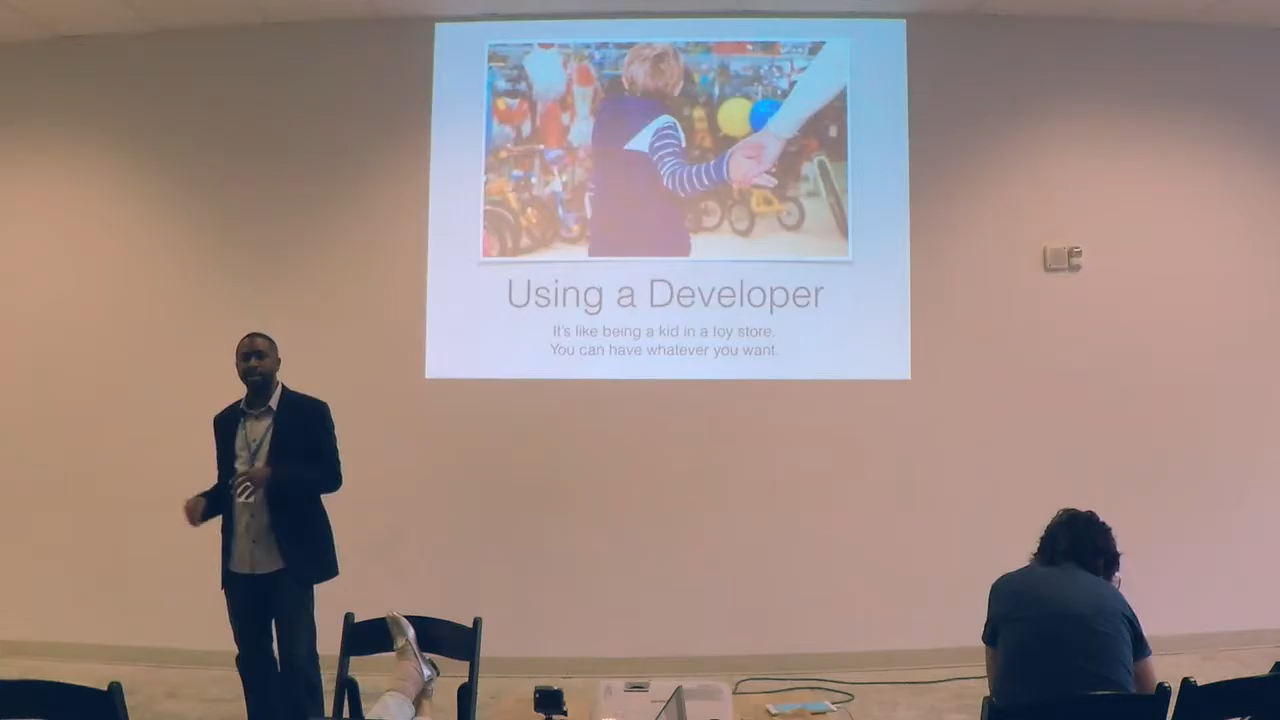 Using a Developer
It's like being a kid in a toy store.
You can have whatever you want.